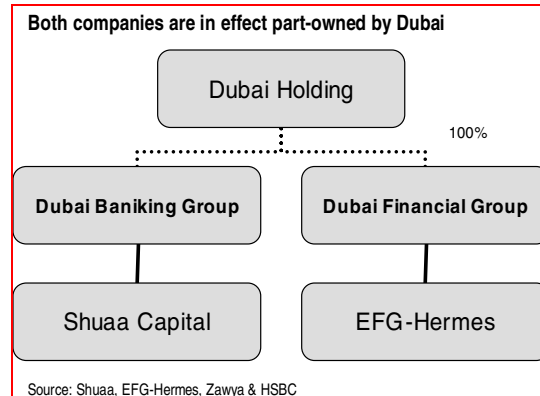 Both companies are in effect part-owned by Dubai
Dubai Holding
100%
Dubai Baniking Group
Dubai Financial Group
Shuaa Capital
EFG-Hermes
Source: Shuaa, EFG-Hermes, Zawya & HSBC